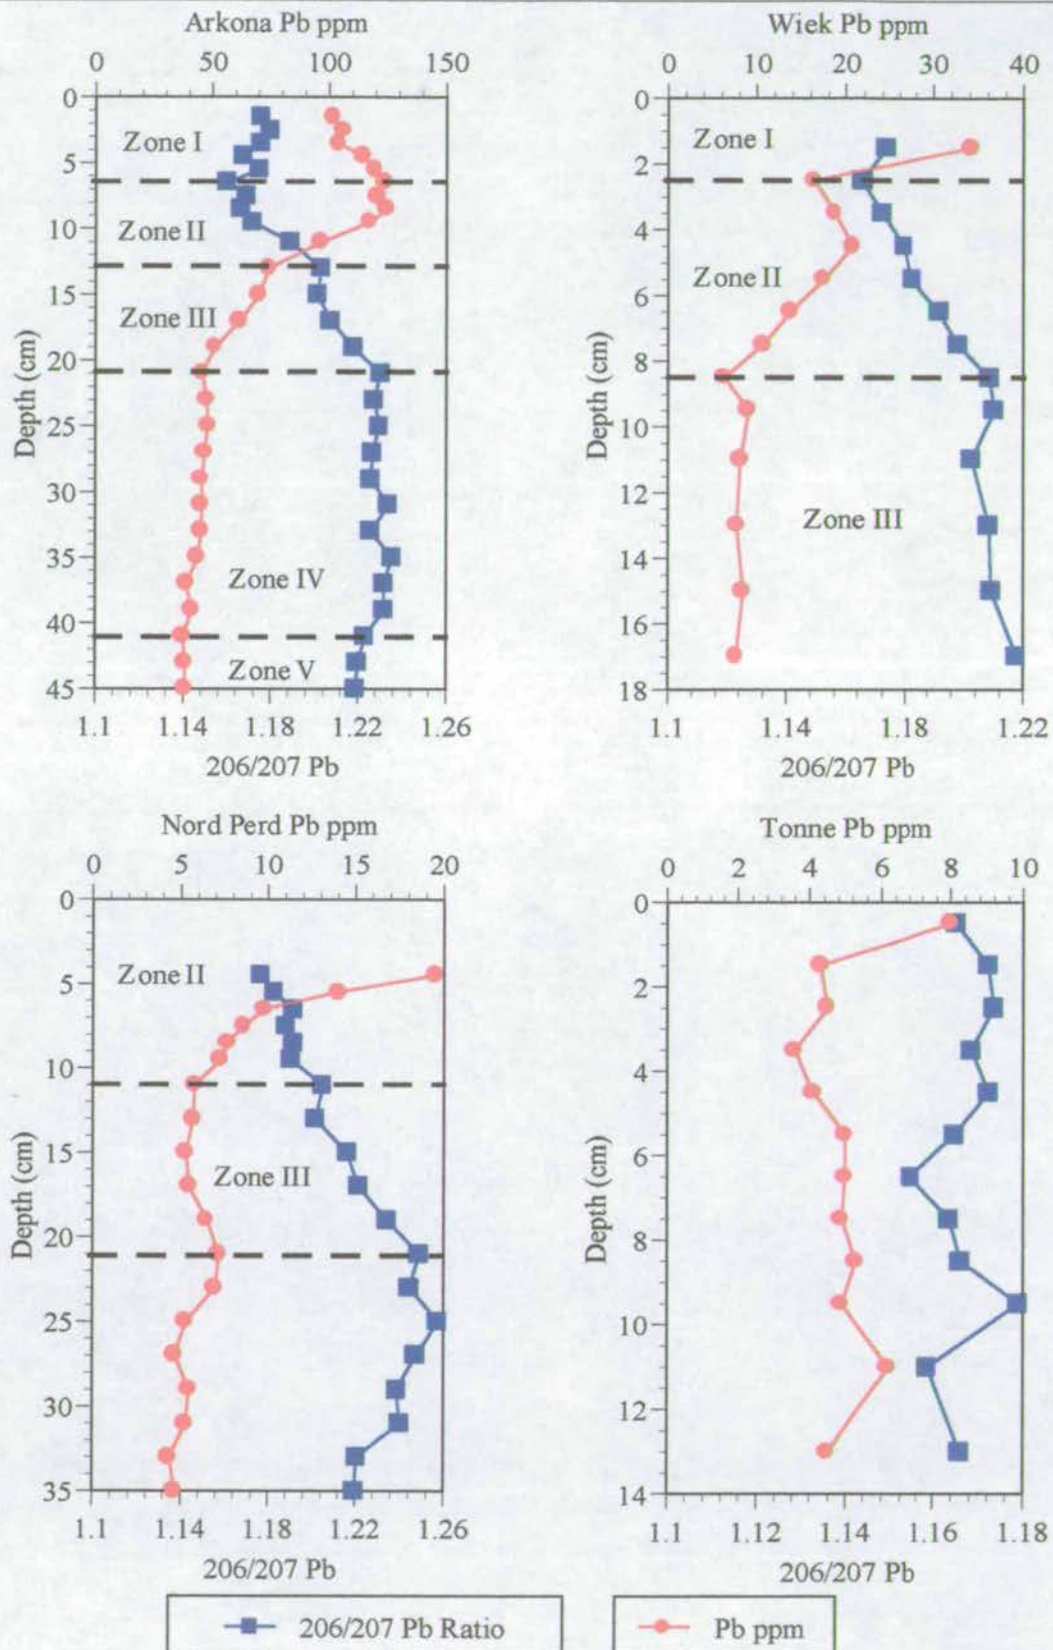 Arkona Pb ppm
0 50 100 150
0
5
10
15
20
25
30
35
40
45
Depth (cm)
Zone I
Zone II
Zone III
Zone IV
Zone V
1.1 1.14 1.18 1.22 1.26
206/207 Pb
Wiek Pb ppm
0 10 20 30 40
0
2
4
6
8
10
12
14
16
18
Depth (cm)
Zone I
Zone II
Zone III
1.1 1.14 1.18 1.22
206/207 Pb
Nord Perd Pb ppm
0 5 10 15 20
0
5
10
15
20
25
30
35
Depth (cm)
Zone II
Zone III
1.1 1.14 1.18 1.22 1.26
206/207 Pb
Tonne Pb ppm
0 2 4 6 8 10
0
2
4
6
8
10
12
14
Depth (cm)
1.1 1.12 1.14 1.16 1.18
206/207 Pb
206/207 Pb Ratio
Pb ppm